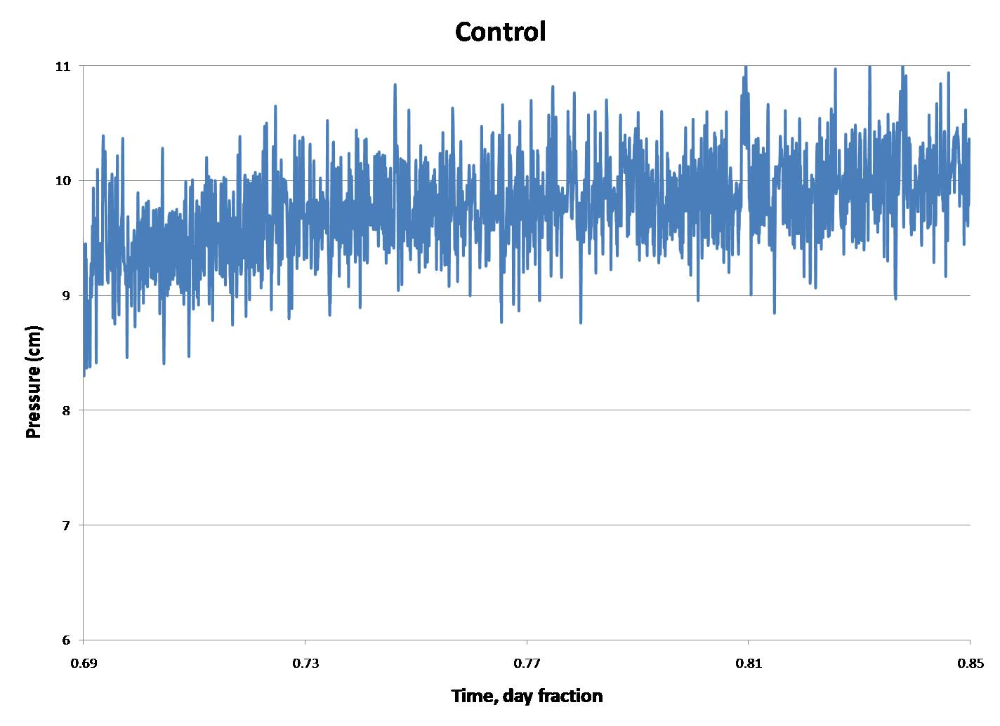 Control
11
10
9
8
7
6
Pressure (cm)
0.69 0.73 0.77 0.81 0.85
Time, day fraction